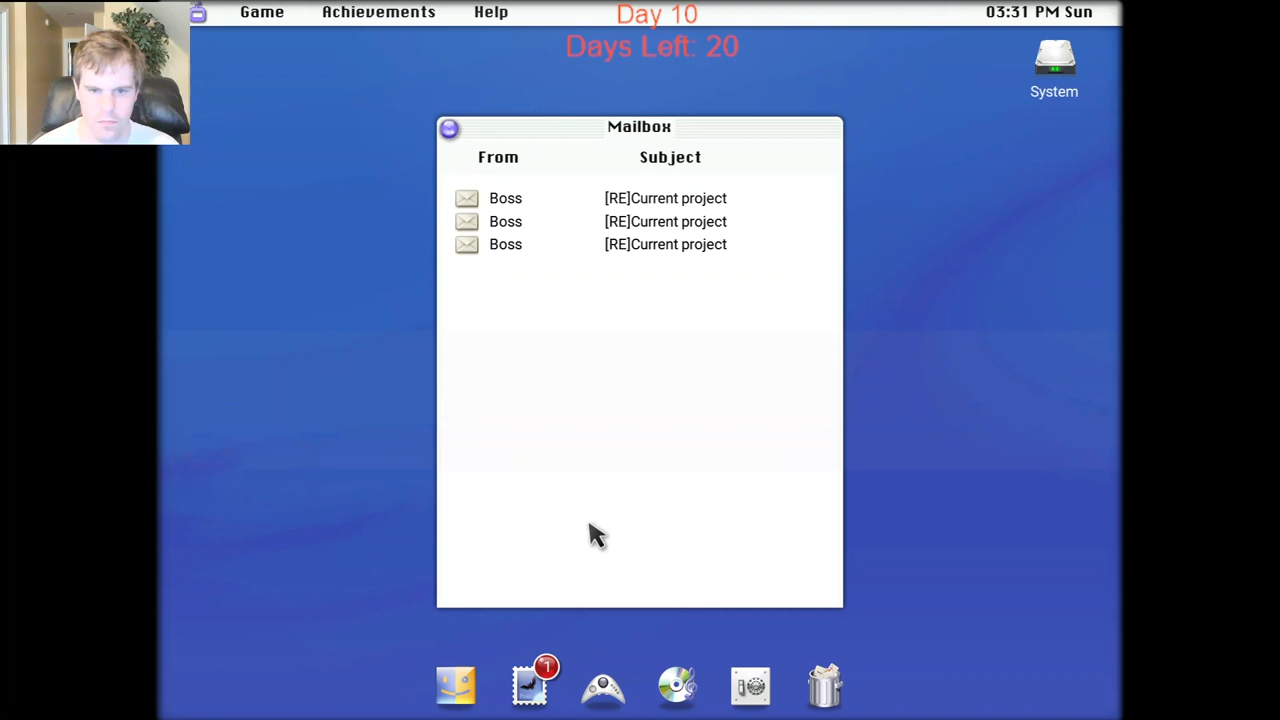 Game Achievements Help Day 10 03:31 PM Sun
Days Left: 20
System
Mailbox
From Subject
Boss [RE]Current project
Boss [RE]Current project
Boss [RE]Current project
1